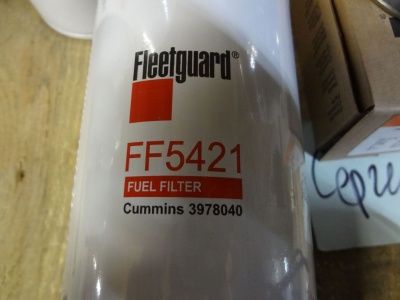 Fleetguard®
FF5421
FUEL FILTER
Cummins 3978040